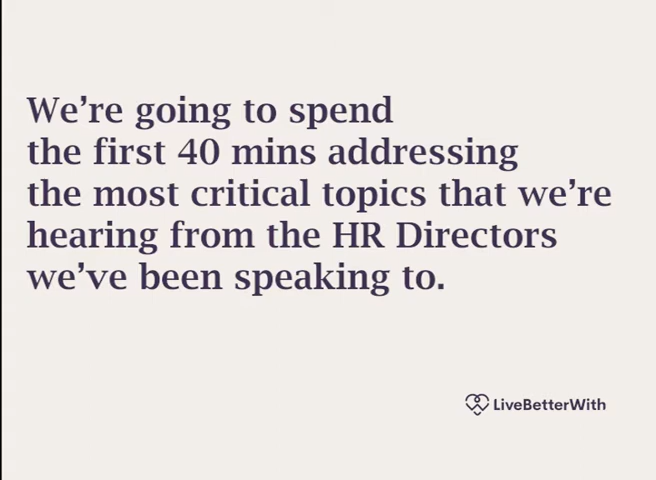 We’re going to spend
the first 40 mins addressing
the most critical topics that we’re
hearing from the HR Directors
we’ve been speaking to.
LiveBetterWith